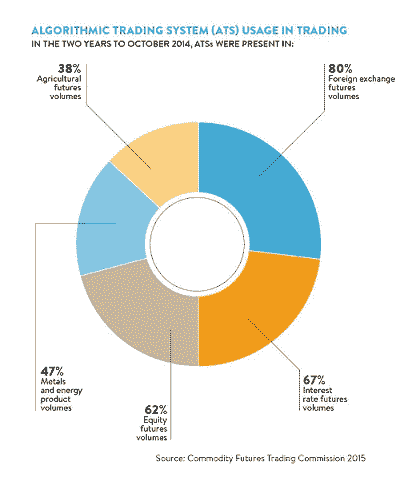 ALGORITHMIC TRADING SYSTEM (ATS) USAGE IN TRADING
IN THE TWO YEARS TO OCTOBER 2014, ATSs WERE PRESENT IN:
38%
Agricultural
futures
volumes
80%
Foreign exchange
futures
volumes
47%
Metals
and energy
product
volumes
62%
Equity
futures
volumes
67%
Interest
rate futures
volumes
Source: Commodity Futures Trading Commission 2015